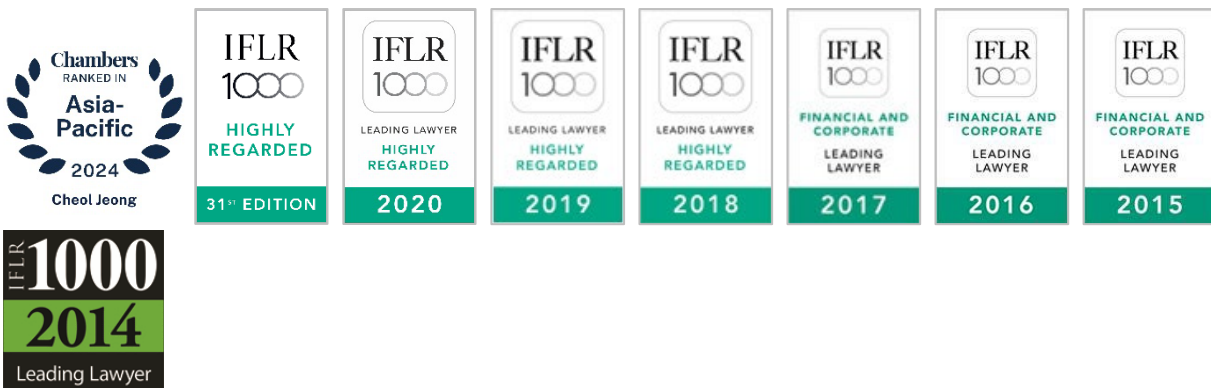 Chambers
RANKED IN
Asia-
Pacific
2024
Cheol Jeong
IFLR
1000
HIGHLY
REGARDED
31ST EDITION
IFLR
1000
LEADING LAWYER
HIGHLY
REGARDED
2020
IFLR
1000
LEADING LAWYER
HIGHLY
REGARDED
2019
IFLR
1000
LEADING LAWYER
HIGHLY
REGARDED
2018
IFLR
1000
FINANCIAL AND
CORPORATE
LEADING
LAWYER
2017
IFLR
1000
FINANCIAL AND
CORPORATE
LEADING
LAWYER
2016
IFLR
1000
FINANCIAL AND
CORPORATE
LEADING
LAWYER
2015
IFLR
1000
2014
Leading Lawyer